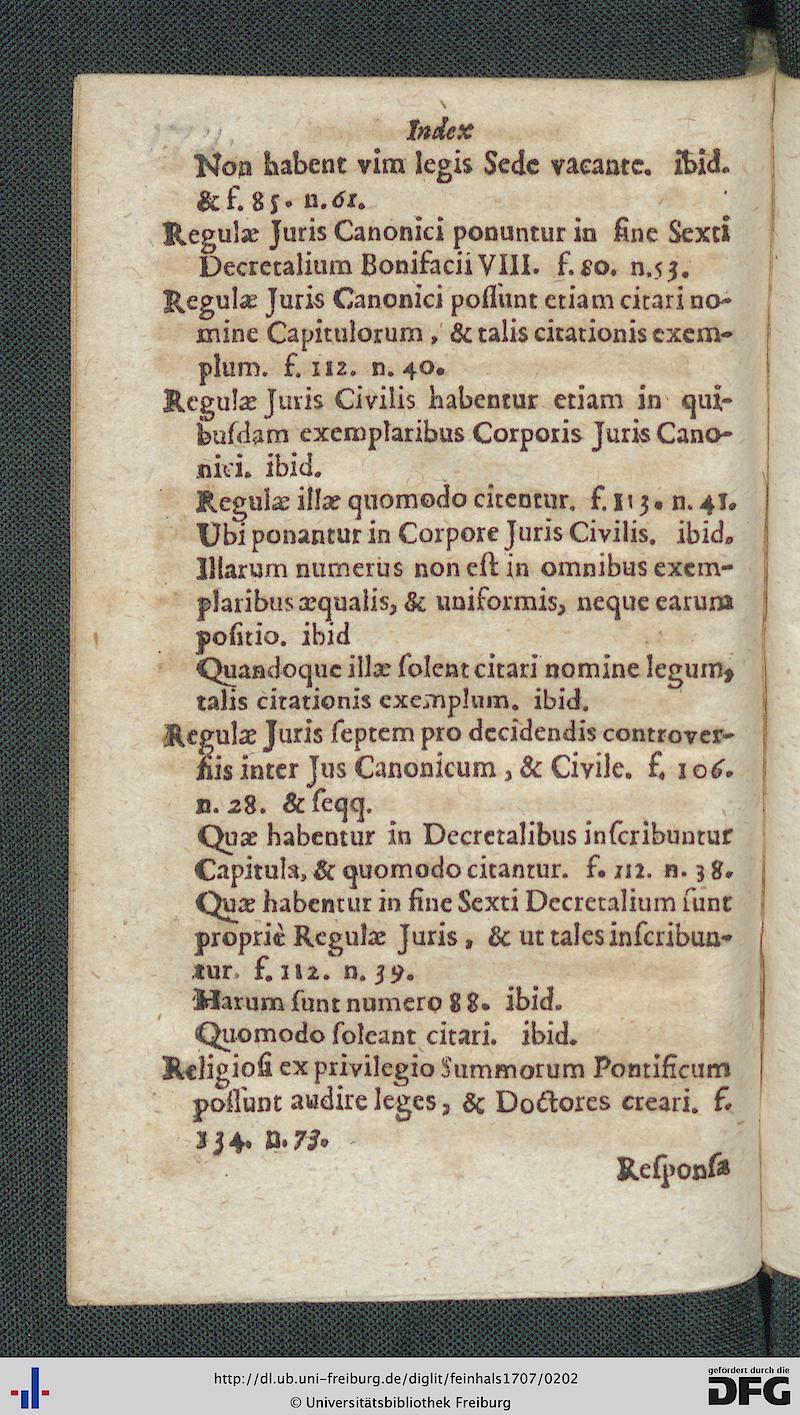 Index
Non habent vim legis Sede vacante. ibid.
& f. 85. n. 61.
Regulæ Juris Canonici ponuntur in fine Sexti
Decretalium Bonifacii VIII. f. 80. n. 53.
Regulæ Juris Canonici poſſunt etiam citari no-
mine Capitulorum, & talis citationis exem-
plum. f. 112. n. 40.
Regulæ Juris Civilis habentur etiam in qui-
buſdam exemplaribus Corporis Juris Cano-
nici. ibid.
Regulæ illæ quomodo citentur. f. 113. n. 41.
Ubi ponantur in Corpore Juris Civilis. ibid.
Illarum numerus non eſt in omnibus exem-
plaribus æqualis, & uniformis, neque earum
poſitio. ibid
Quandoque illæ ſolent citari nomine legum,
talis citationis exemplum. ibid.
Regulæ Juris ſeptem pro decidendis controver-
ſiis inter Jus Canonicum, & Civile. f. 106.
n. 28. & ſeqq.
Quæ habentur in Decretalibus inſcribuntur
Capitula, & quomodo citantur. f. 112. n. 38.
Quæ habentur in fine Sexti Decretalium ſunt
propriè Regulæ Juris, & ut tales inſcribun-
tur. f. 112. n. 39.
Harum ſunt numero 88. ibid.
Quomodo ſoleant citari. ibid.
Religioſi ex privilegio Summorum Pontificum
poſſunt audire leges, & Doctores creari. f.
134. n. 73.
Reſponſa
http://dl.ub.uni-freiburg.de/diglit/feinhals1707/0202
© Universitätsbibliothek Freiburg
gefördert durch die
DFG